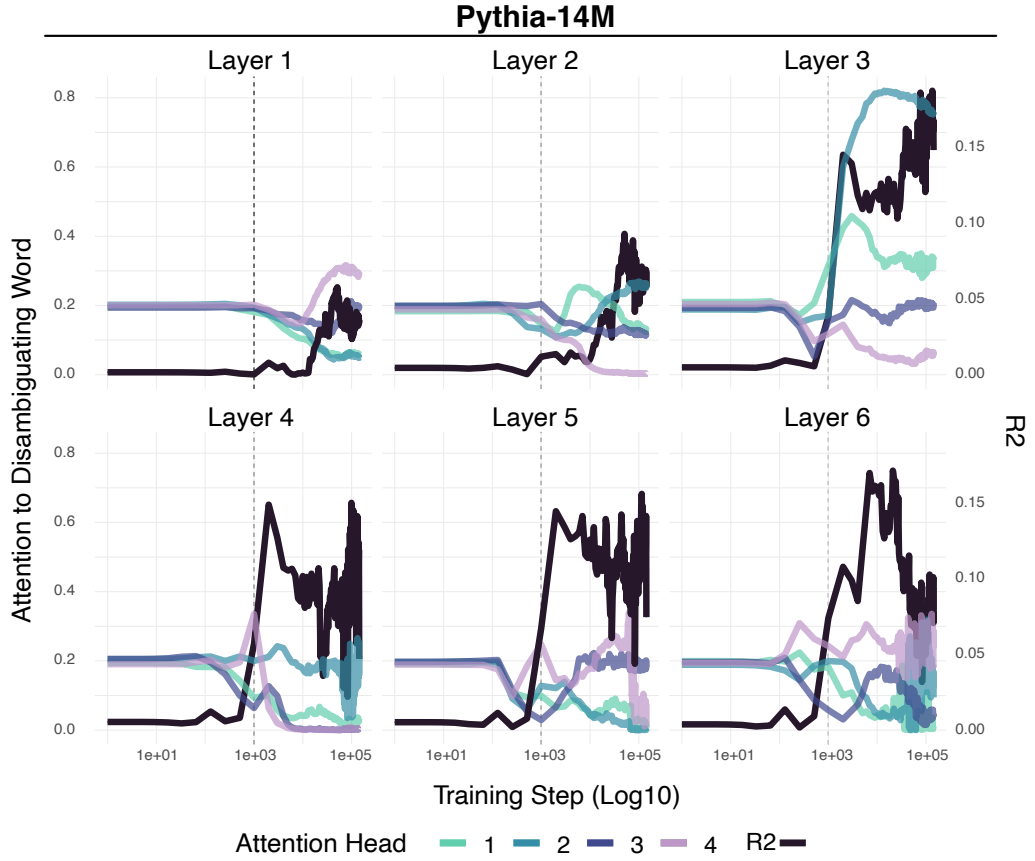 Pythia-14M
Layer 1 Layer 2 Layer 3
0.8
0.6
0.4
0.2
0.0
0.15
0.10
0.05
0.00
Layer 4 Layer 5 Layer 6
0.8
0.6
0.4
0.2
0.0
0.15
0.10
0.05
0.00
Attention to Disambiguating Word
R2
1e+01 1e+03 1e+05 1e+01 1e+03 1e+05 1e+01 1e+03 1e+05
Training Step (Log10)
Attention Head 1 2 3 4 R2